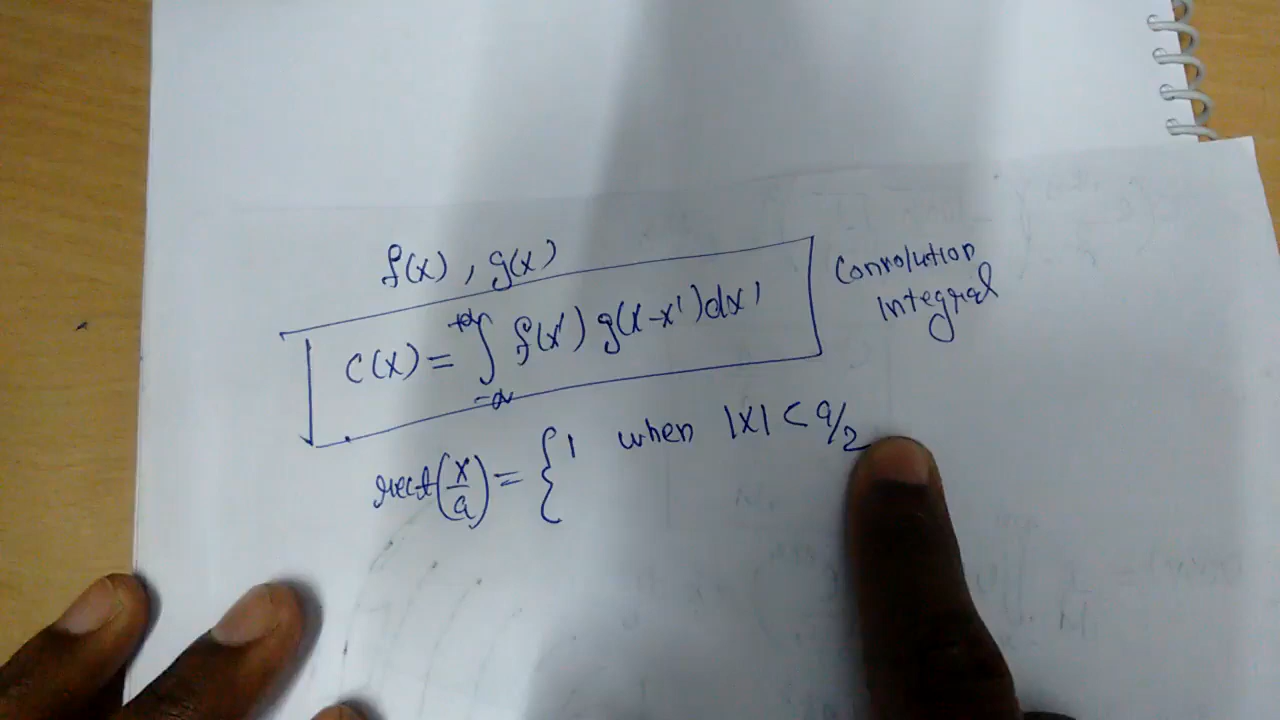 f(x) , g(x)
C(x) = ∫_{-∞}^{+∞} f(x') g(x-x') dx'
Convolution
Integral
rect(x/a) = { 1 when |x| < a/2